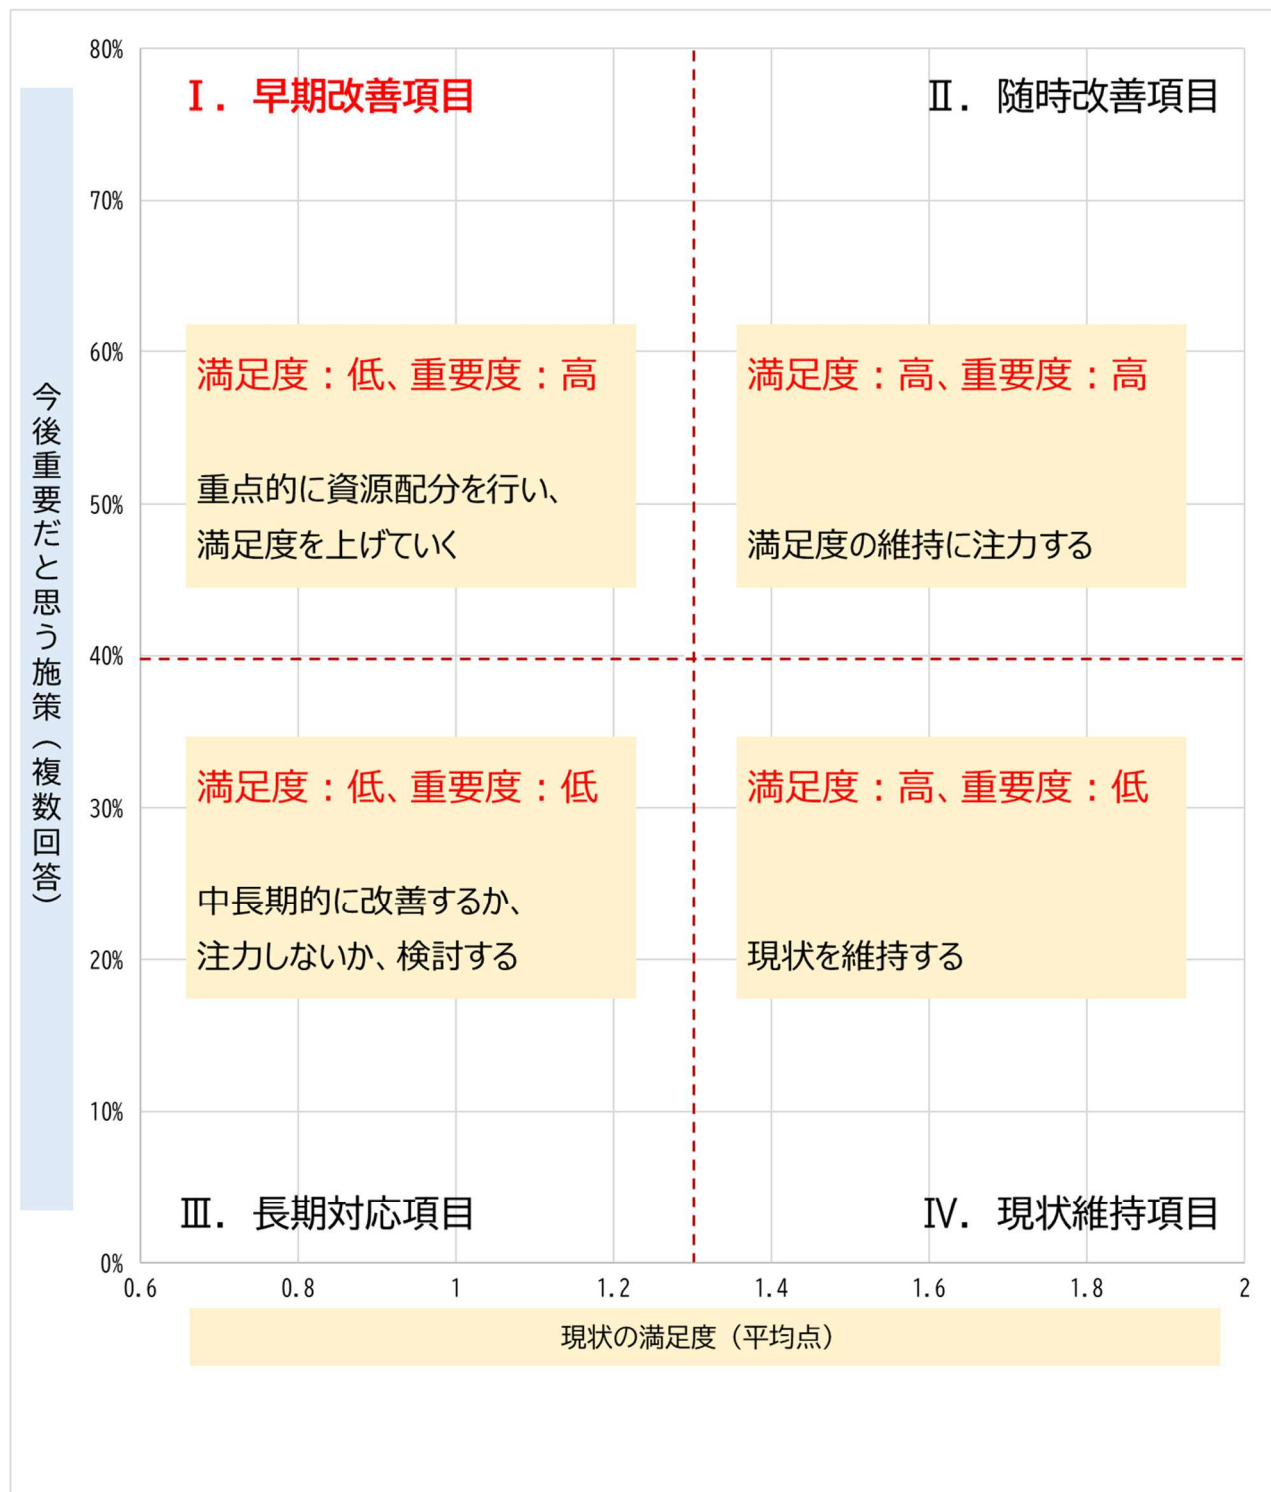 80%
Ⅰ．早期改善項目
Ⅱ．随時改善項目
70%
60%
満足度：低、重要度：高
重点的に資源配分を行い、
満足度を上げていく
満足度：高、重要度：高
満足度の維持に注力する
50%
今後重要だと思う施策（複数回答）
40%
満足度：低、重要度：低
中長期的に改善するか、
注力しないか、検討する
満足度：高、重要度：低
現状を維持する
30%
20%
10%
Ⅲ．長期対応項目
Ⅳ．現状維持項目
0%
0.6 0.8 1 1.2 1.4 1.6 1.8 2
現状の満足度（平均点）